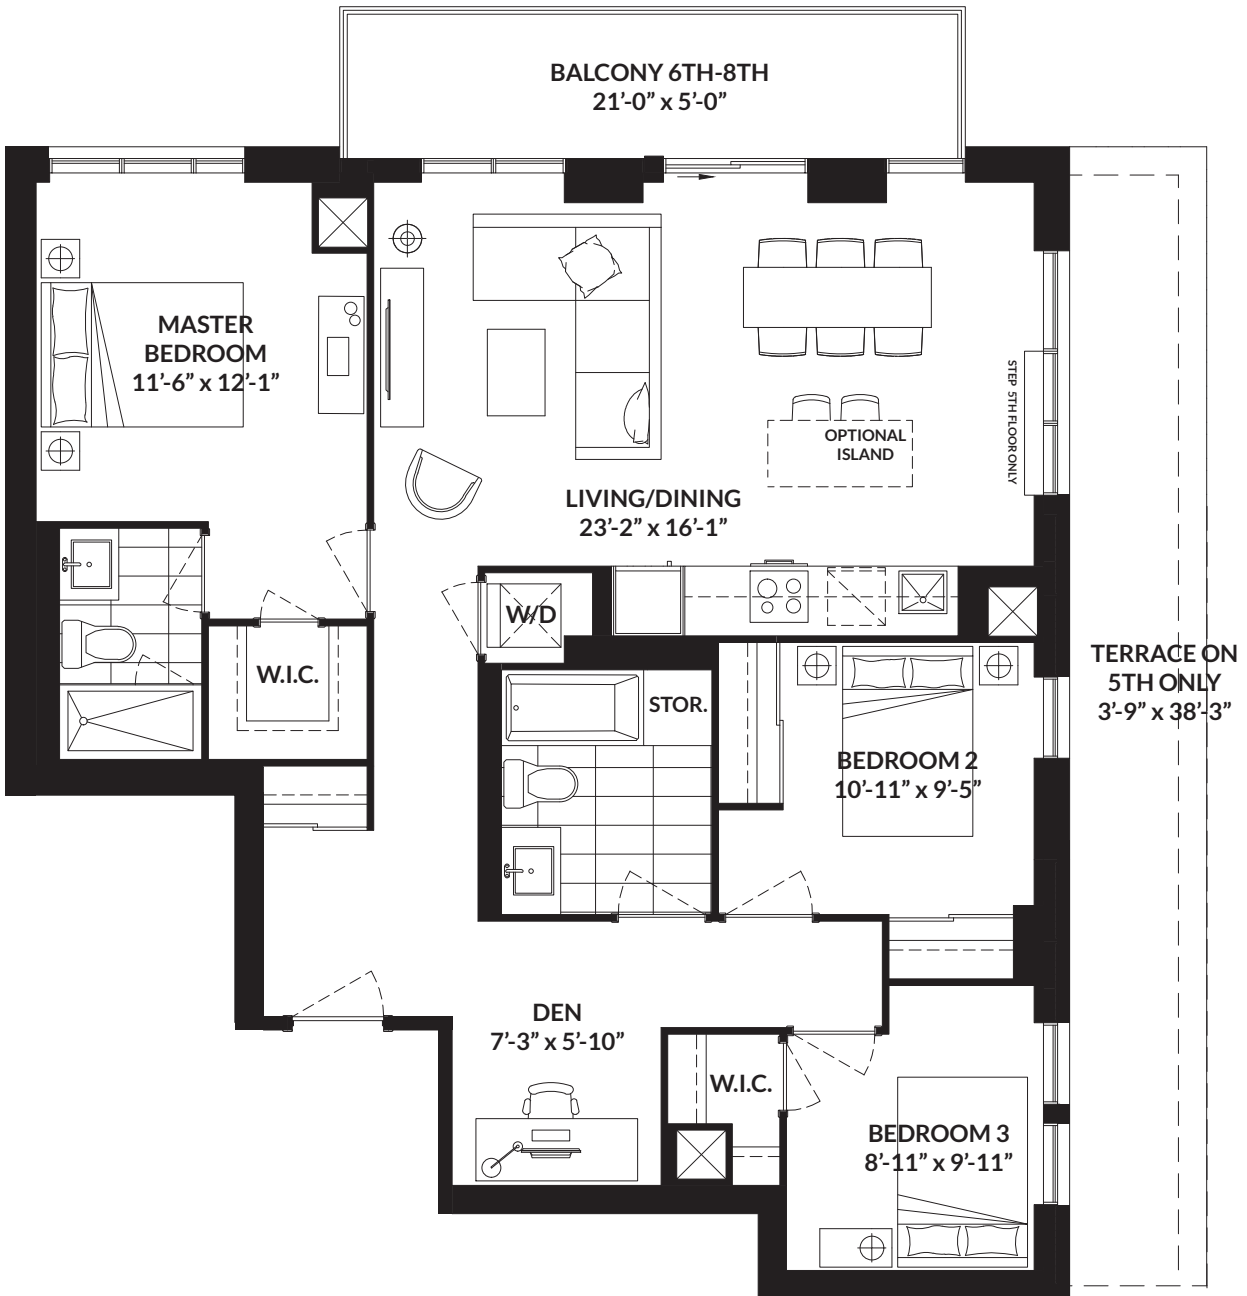 BALCONY 6TH-8TH
21’-0” x 5’-0”
MASTER
BEDROOM
11’-6” x 12’-1”
STEP 5TH FLOOR ONLY
OPTIONAL
ISLAND
LIVING/DINING
23’-2” x 16’-1”
W/D
W.I.C.
STOR.
TERRACE ON
5TH ONLY
3’-9” x 38’-3”
BEDROOM 2
10’-11” x 9’-5”
DEN
7’-3” x 5’-10”
W.I.C.
BEDROOM 3
8’-11” x 9’-11”